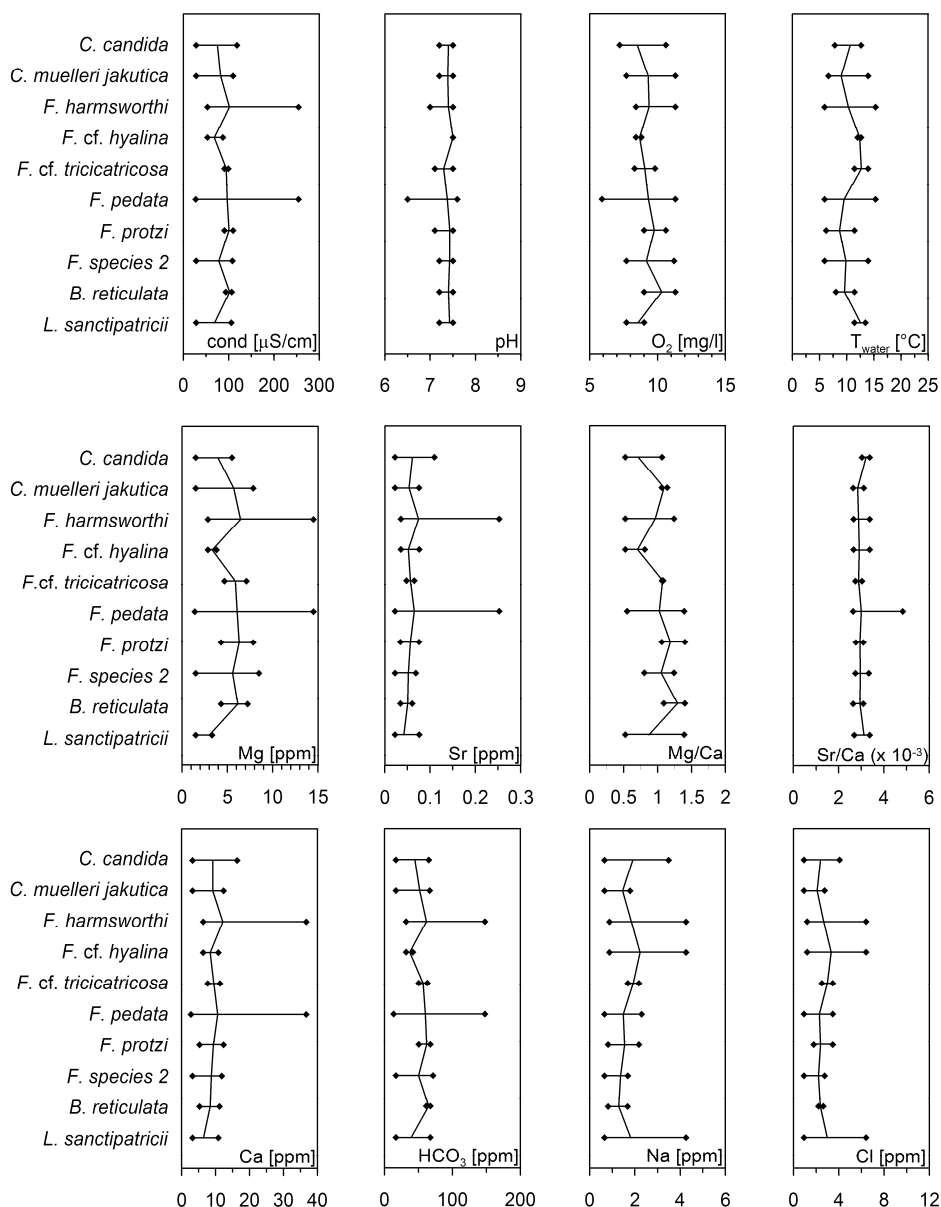 C. candida
C. muelleri jakutica
F. harmsworthi
F. cf. hyalina
F. cf. tricicatricosa
F. pedata
F. protzi
F. species 2
B. reticulata
L. sanctipatricii
cond [µS/cm] pH O2 [mg/l] Twater [°C]
0 100 200 300 6 7 8 9 5 10 15 0 5 10 15 20 25
C. candida
C. muelleri jakutica
F. harmsworthi
F. cf. hyalina
F.cf. tricicatricosa
F. pedata
F. protzi
F. species 2
B. reticulata
L. sanctipatricii
Mg [ppm] Sr [ppm] Mg/Ca Sr/Ca (x 10-3)
0 5 10 15 0 0.1 0.2 0.3 0 0.5 1 1.5 2 0 2 4 6
C. candida
C. muelleri jakutica
F. harmsworthi
F. cf. hyalina
F. cf. tricicatricosa
F. pedata
F. protzi
F. species 2
B. reticulata
L. sanctipatricii
Ca [ppm] HCO3 [ppm] Na [ppm] Cl [ppm]
0 10 20 30 40 0 100 200 0 2 4 6 0 4 8 12